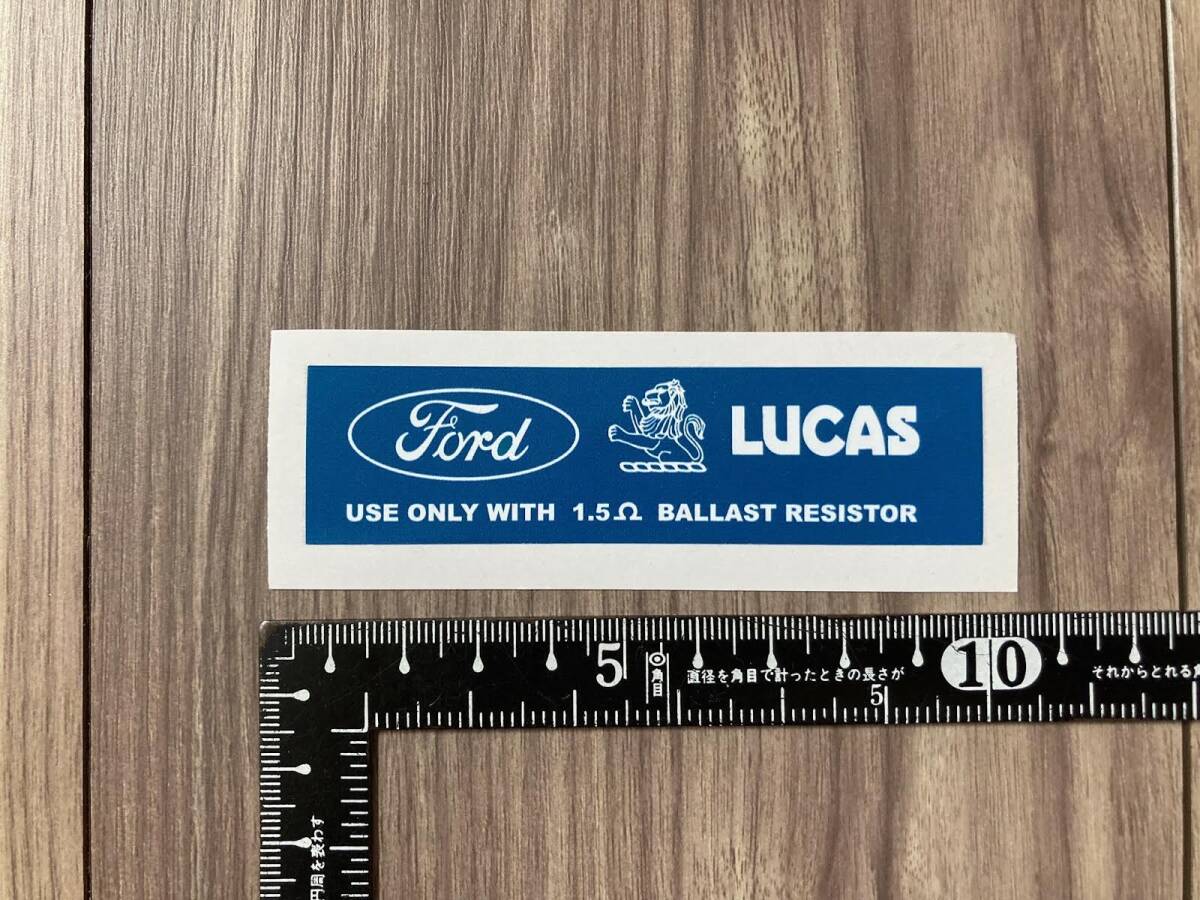 Ford LUCAS
USE ONLY WITH 1.5Ω BALLAST RESISTOR
5 10
角目
直径を角目で計ったときの長さが
それからとれる角
5
円周を表わす